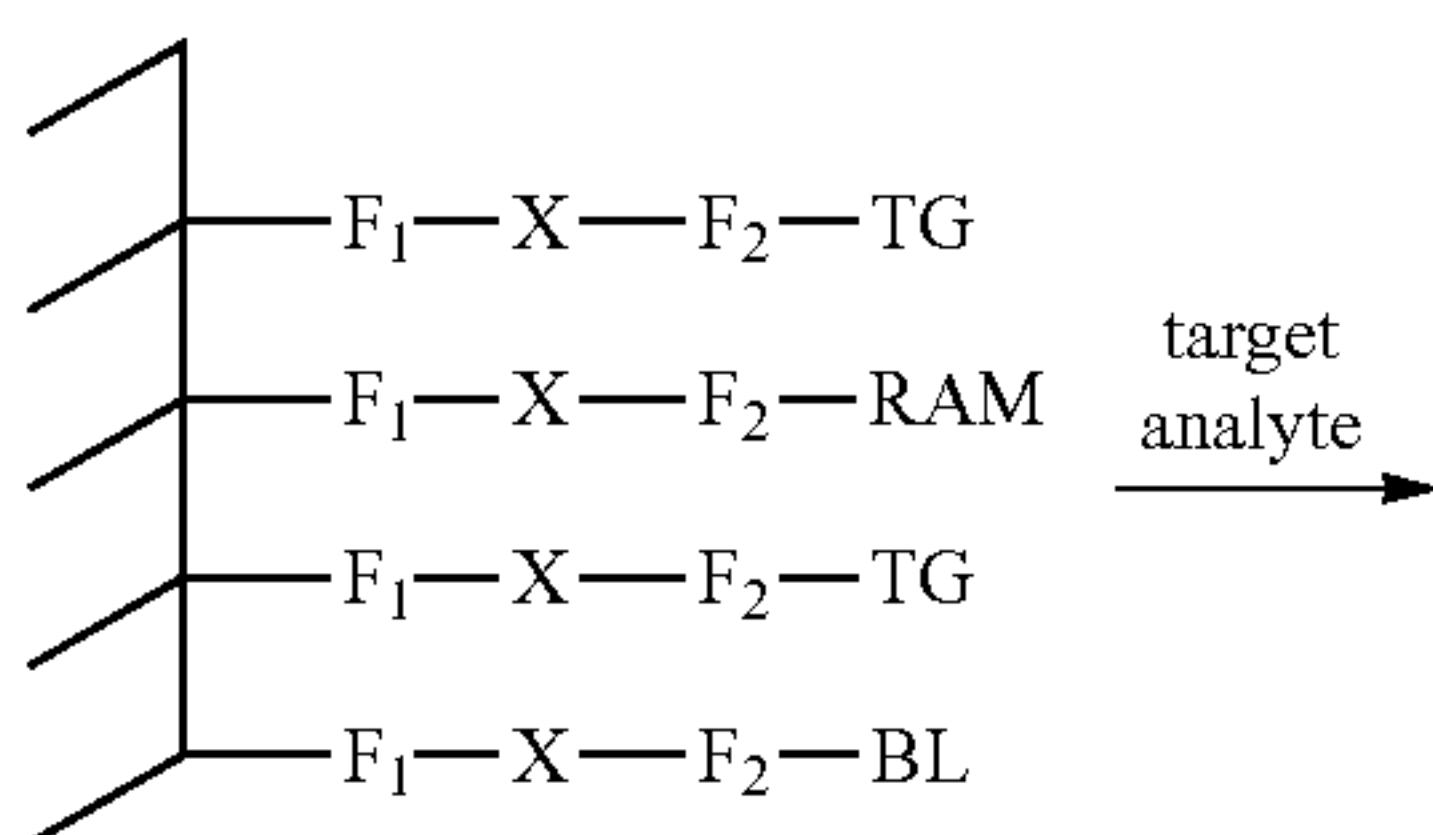 F₁—X—F₂—TG
F₁—X—F₂—RAM
target
analyte
F₁—X—F₂—TG
F₁—X—F₂—BL